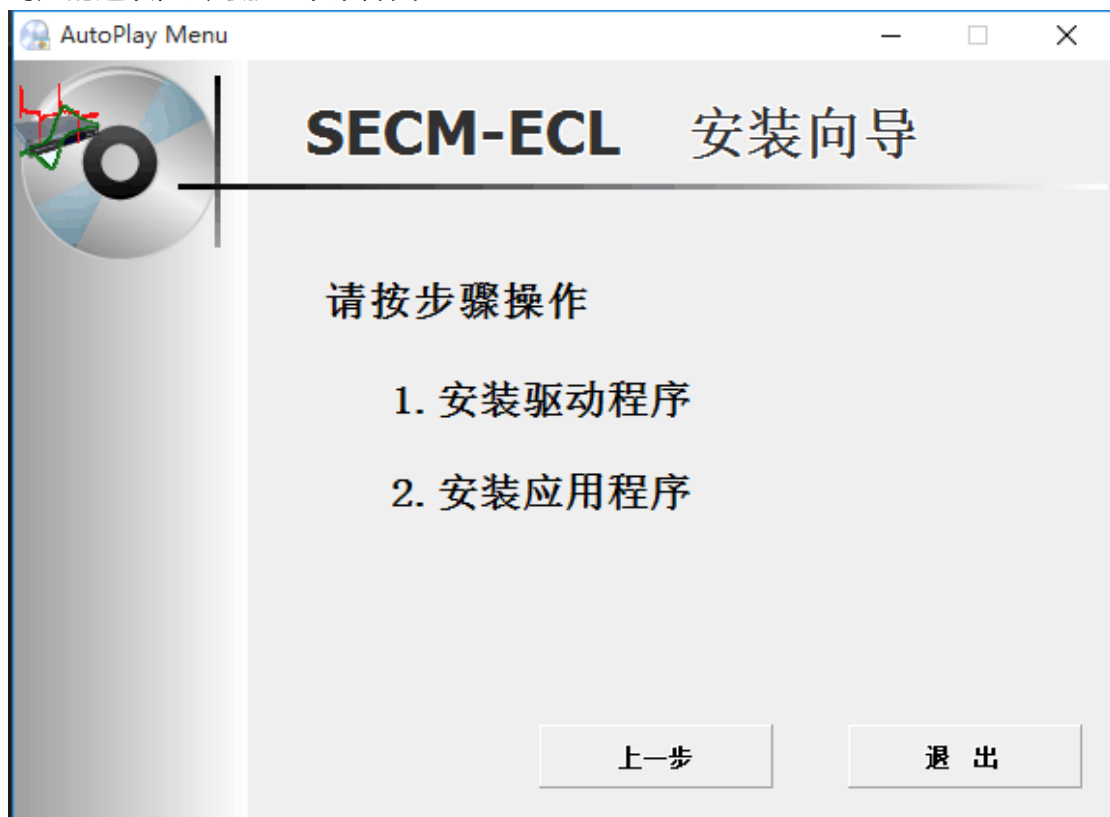 AutoPlay Menu
SECM-ECL 安装向导
请按步骤操作
1. 安装驱动程序
2. 安装应用程序
上一步 退 出